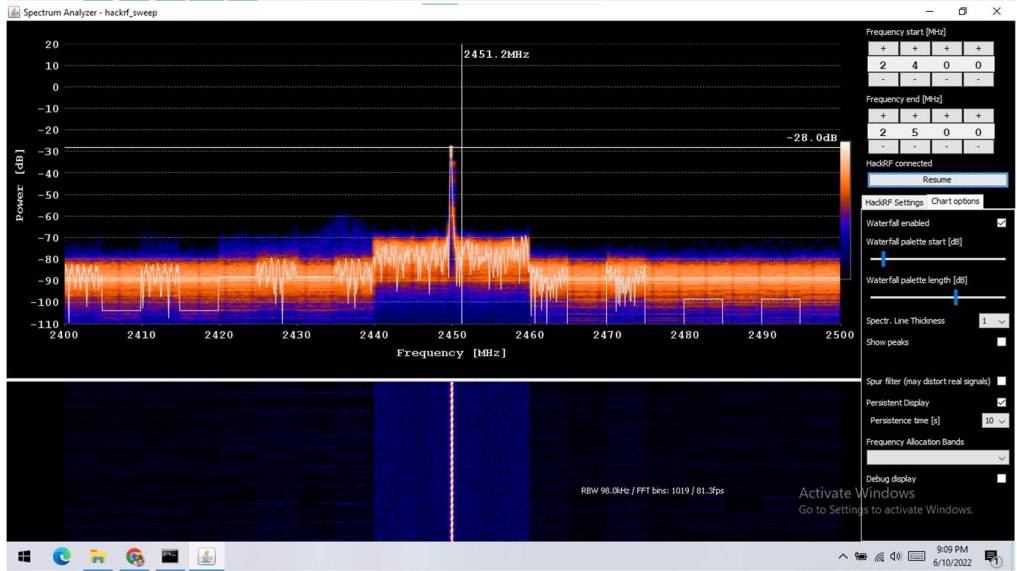 Spectrum Analyzer - hackrf_sweep
Frequency start [MHz]
+ + + +
2 4 0 0
- - - -
Frequency end [MHz]
+ + + +
2 5 0 0
- - - -
HackRF connected
Resume
HackRF Settings Chart options
Waterfall enabled
Waterfall palette start [dB]
Waterfall palette length [dB]
Spectr. Line Thickness 1
Show peaks
Spur filter (may distort real signals)
Persistent Display
Persistence time [s] 10
Frequency Allocation Bands
Debug display
2451.2MHz
-28.0dB
Power [dB]
20
10
0
-10
-20
-30
-40
-50
-60
-70
-80
-90
-100
-110
2400 2410 2420 2430 2440 2450 2460 2470 2480 2490 2500
Frequency [MHz]
RBW 98.0kHz / FFT bins: 1019 / 81.3fps
Activate Windows
Go to Settings to activate Windows.
9:09 PM
6/10/2022
1